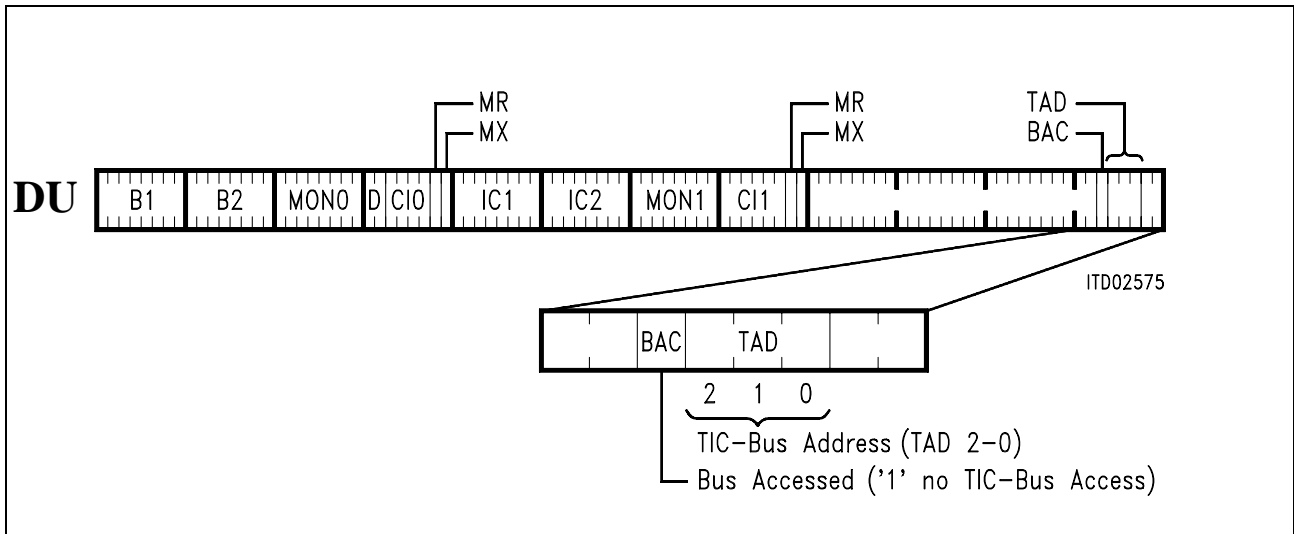 MR
MX
MR
MX
TAD
BAC
DU
B1 B2 MON0 D CI0 IC1 IC2 MON1 CI1
ITD02575
BAC TAD
2 1 0
TIC-Bus Address (TAD 2-0)
Bus Accessed ('1' no TIC-Bus Access)